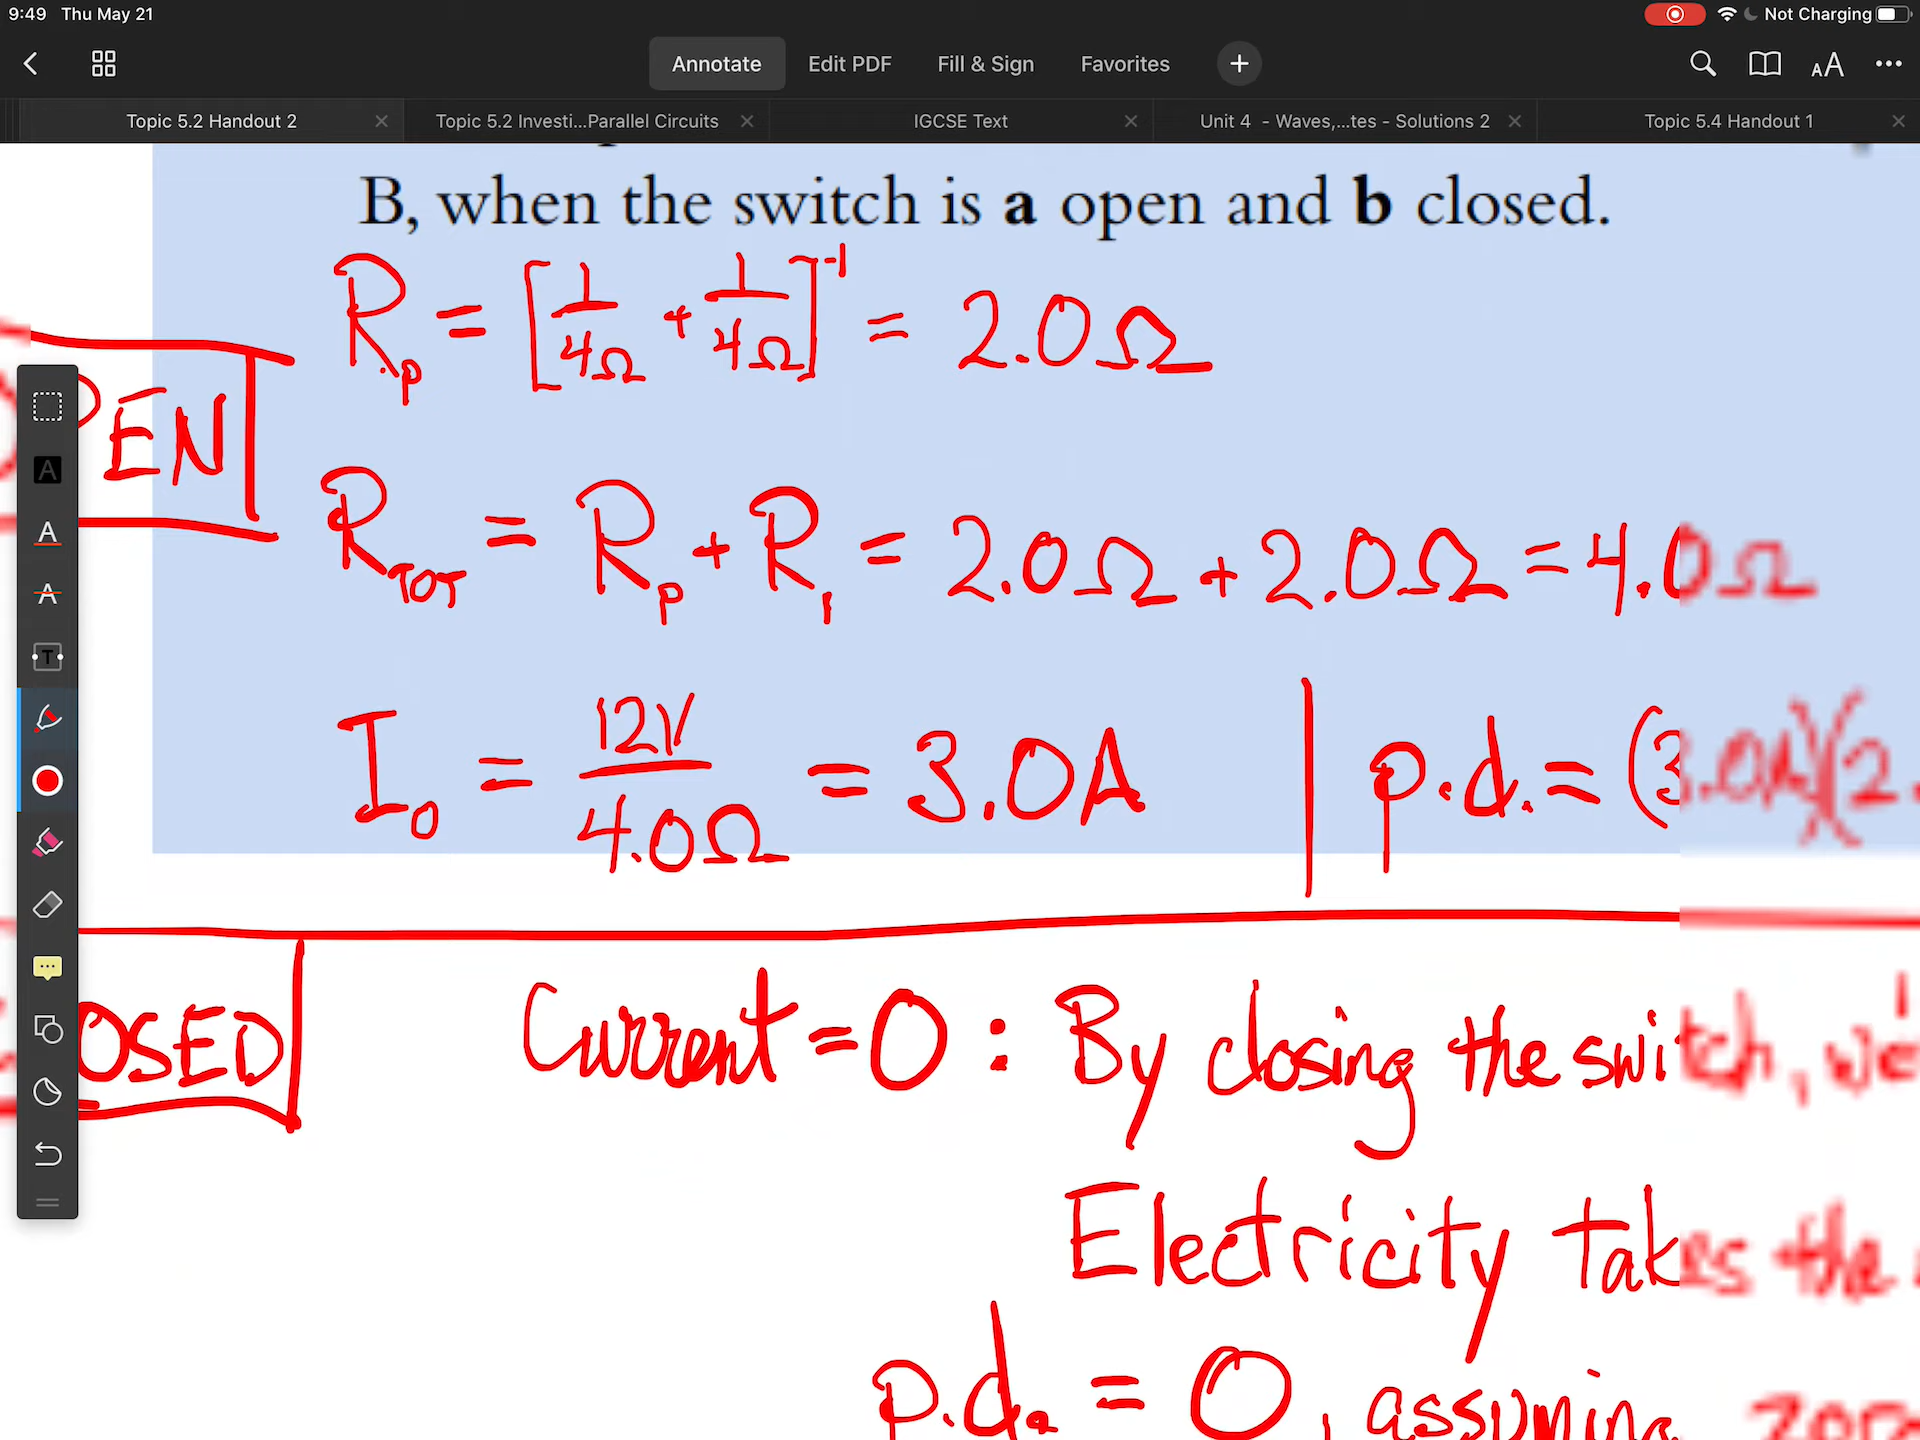 9:49 Thu May 21
Not Charging
Annotate Edit PDF Fill & Sign Favorites +
Topic 5.2 Handout 2 Topic 5.2 Investi...Parallel Circuits IGCSE Text Unit 4 - Waves,...tes - Solutions 2 Topic 5.4 Handout 1
B, when the switch is a open and b closed.
Rp = [1/4Ω + 1/4Ω]⁻¹ = 2.0Ω
PEN
RTOT = Rp + R1 = 2.0Ω + 2.0Ω = 4.0Ω
I0 = 12V/4.0Ω = 3.0A | p.d. = (3.0A)(2.
OSED
Current = 0 : By closing the switch, we'
Electricity takes the
p.d. = 0, assuming zero